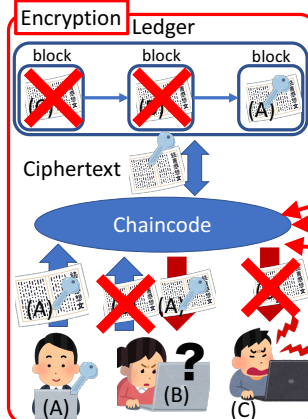 Encryption
Ledger
block
block
block
(A)
Ciphertext
Chaincode
(A)
(A)
(A)
(B)
(C)
?